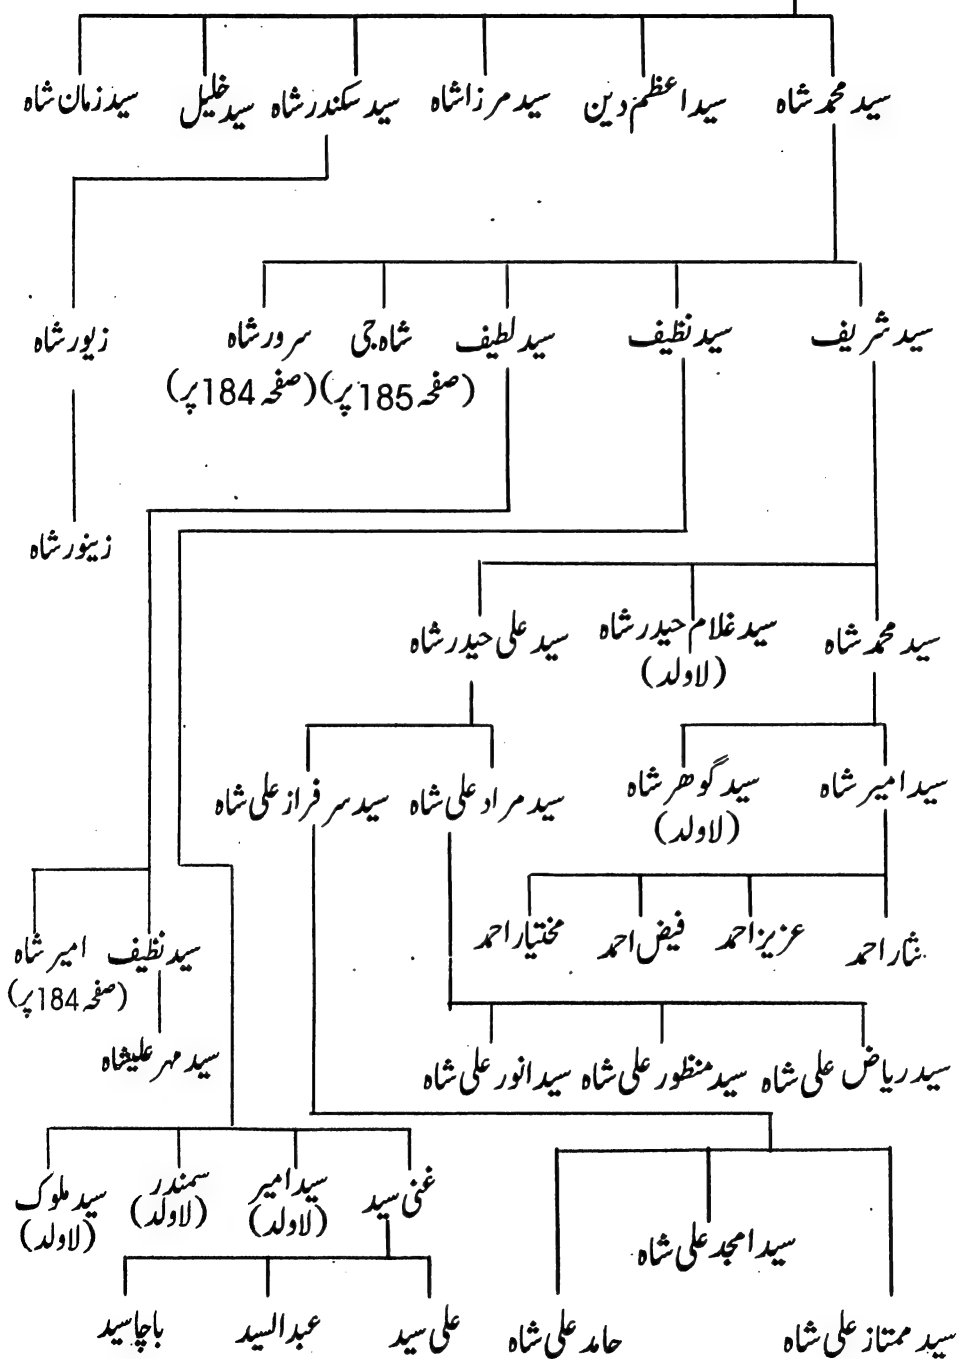 سید محمد شاہ سید اعظم دین سید مرزا شاہ سید سکندر شاہ سید خلیل سید زمان شاہ
سید شریف سید نظیف سید لطیف شاہ جی سرور شاہ زیور شاہ
(صفحہ 185 پر) (صفحہ 184 پر)
زینور شاہ
سید محمد شاہ سید غلام حیدر شاہ سید علی حیدر شاہ
(لاولد)
سید امیر شاہ سید گوھر شاہ سید مراد علی شاہ سید سرفراز علی شاہ
(لاولد)
نثار احمد عزیز احمد فیض احمد مختیار احمد سید نظیف امیر شاہ
(صفحہ 184 پر)
سید ریاض علی شاہ سید منظور علی شاہ سید انور علی شاہ سید مہر علیشاہ
غنی سید سید امیر سمندر سید ملوک
(لاولد) (لاولد) (لاولد)
سید امجد علی شاہ
سید ممتاز علی شاہ حامد علی شاہ علی سید عبد السید باچا سید